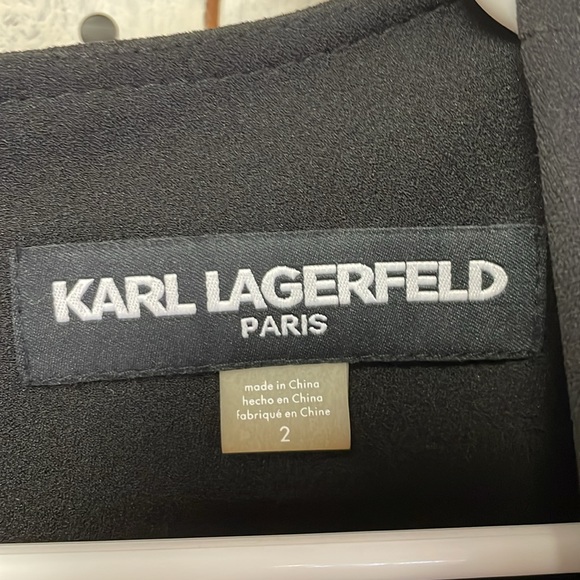 KARL LAGERFELD
PARIS
made in China
hecho en China
fabriqué en Chine
2